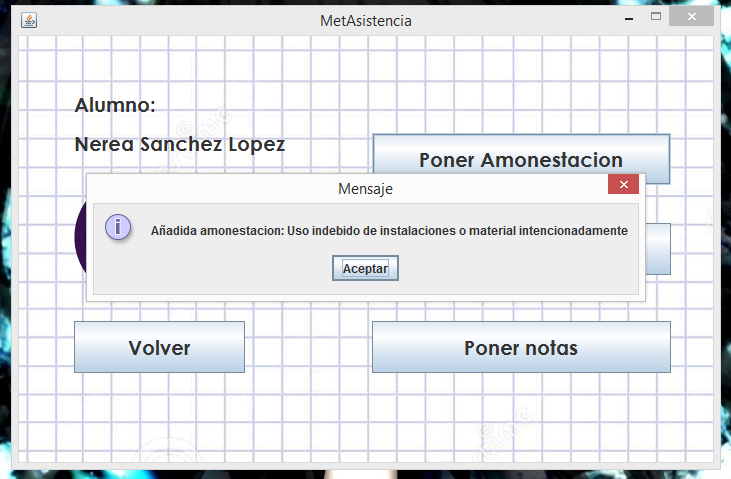 MetAsistencia
Alumno:
Nerea Sanchez Lopez
Poner Amonestacion
Mensaje
Añadida amonestacion: Uso indebido de instalaciones o material intencionadamente
Aceptar
Volver
Poner notas